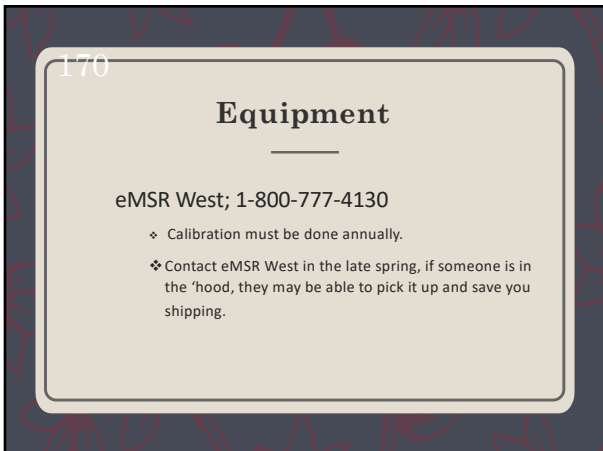 170
Equipment
eMSR West; 1-800-777-4130
❖ Calibration must be done annually.
❖ Contact eMSR West in the late spring, if someone is in
the ‘hood, they may be able to pick it up and save you
shipping.